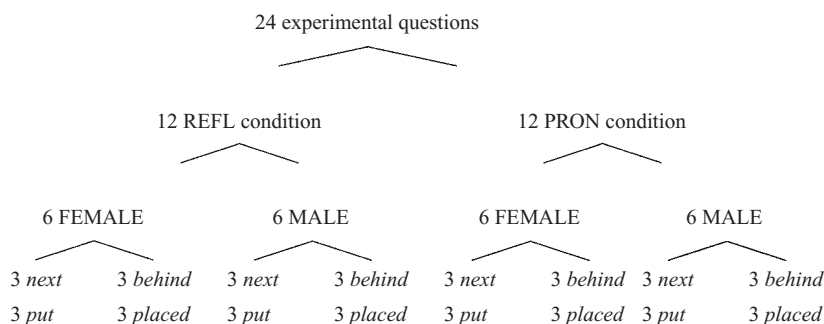 24 experimental questions
12 REFL condition 12 PRON condition
6 FEMALE 6 MALE 6 FEMALE 6 MALE
3 next 3 behind 3 next 3 behind 3 next 3 behind 3 next 3 behind
3 put 3 placed 3 put 3 placed 3 put 3 placed 3 put 3 placed